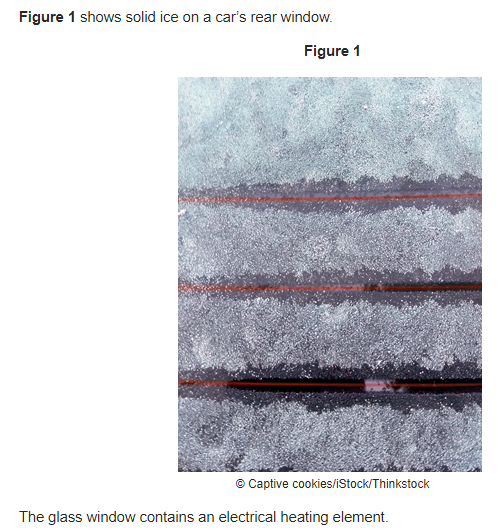 Figure 1 shows solid ice on a car's rear window.
Figure 1
© Captive cookies/iStock/Thinkstock
The glass window contains an electrical heating element.